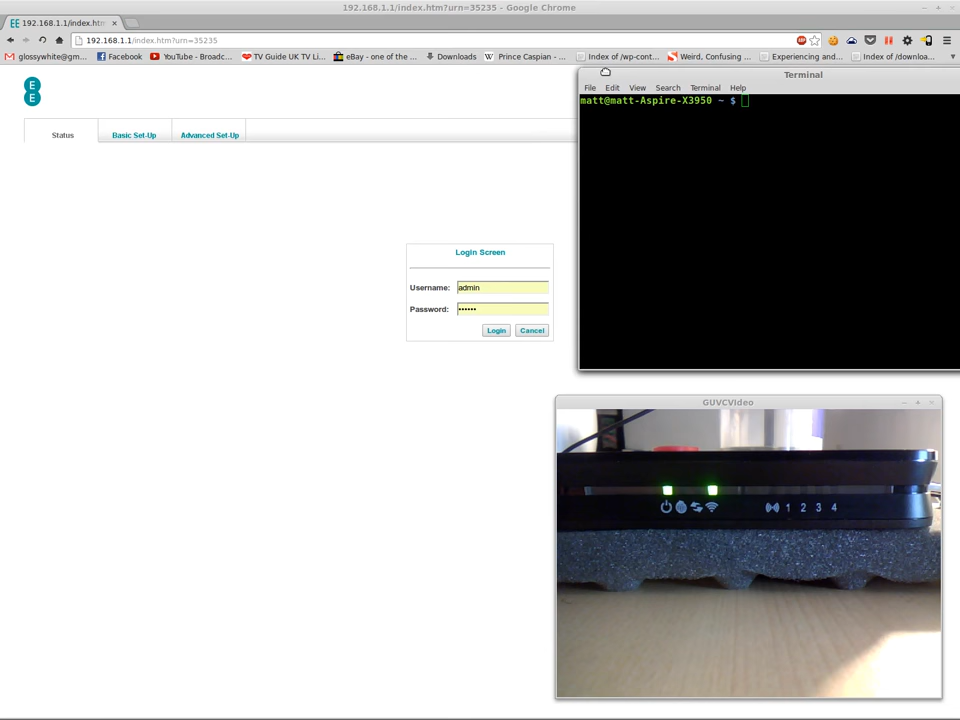 192.168.1.1/index.htm?urn=35235 - Google Chrome
EE 192.168.1.1/index.htm
192.168.1.1/index.htm?urn=35235
glossywhite@gm...
Facebook
YouTube - Broadc...
TV Guide UK TV Li...
eBay - one of the ...
Downloads
W Prince Caspian - ...
Index of /wp-cont...
Weird, Confusing ...
Experiencing and...
Index of /downloa...
E
E
Status
Basic Set-Up
Advanced Set-Up
Terminal
File Edit View Search Terminal Help
matt@matt-Aspire-X3950 ~ $
Login Screen
Username: admin
Password: ••••••
Login Cancel
GUVCVideo
1 2 3 4